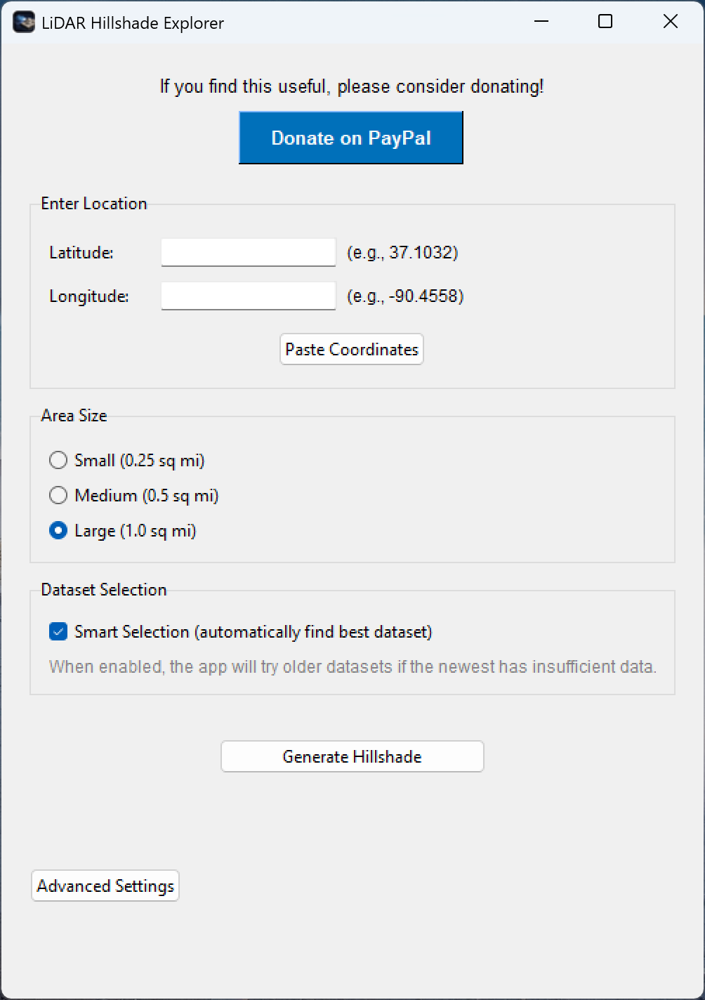 LiDAR Hillshade Explorer
If you find this useful, please consider donating!
Donate on PayPal
Enter Location
Latitude: (e.g., 37.1032)
Longitude: (e.g., -90.4558)
Paste Coordinates
Area Size
Small (0.25 sq mi)
Medium (0.5 sq mi)
Large (1.0 sq mi)
Dataset Selection
Smart Selection (automatically find best dataset)
When enabled, the app will try older datasets if the newest has insufficient data.
Generate Hillshade
Advanced Settings